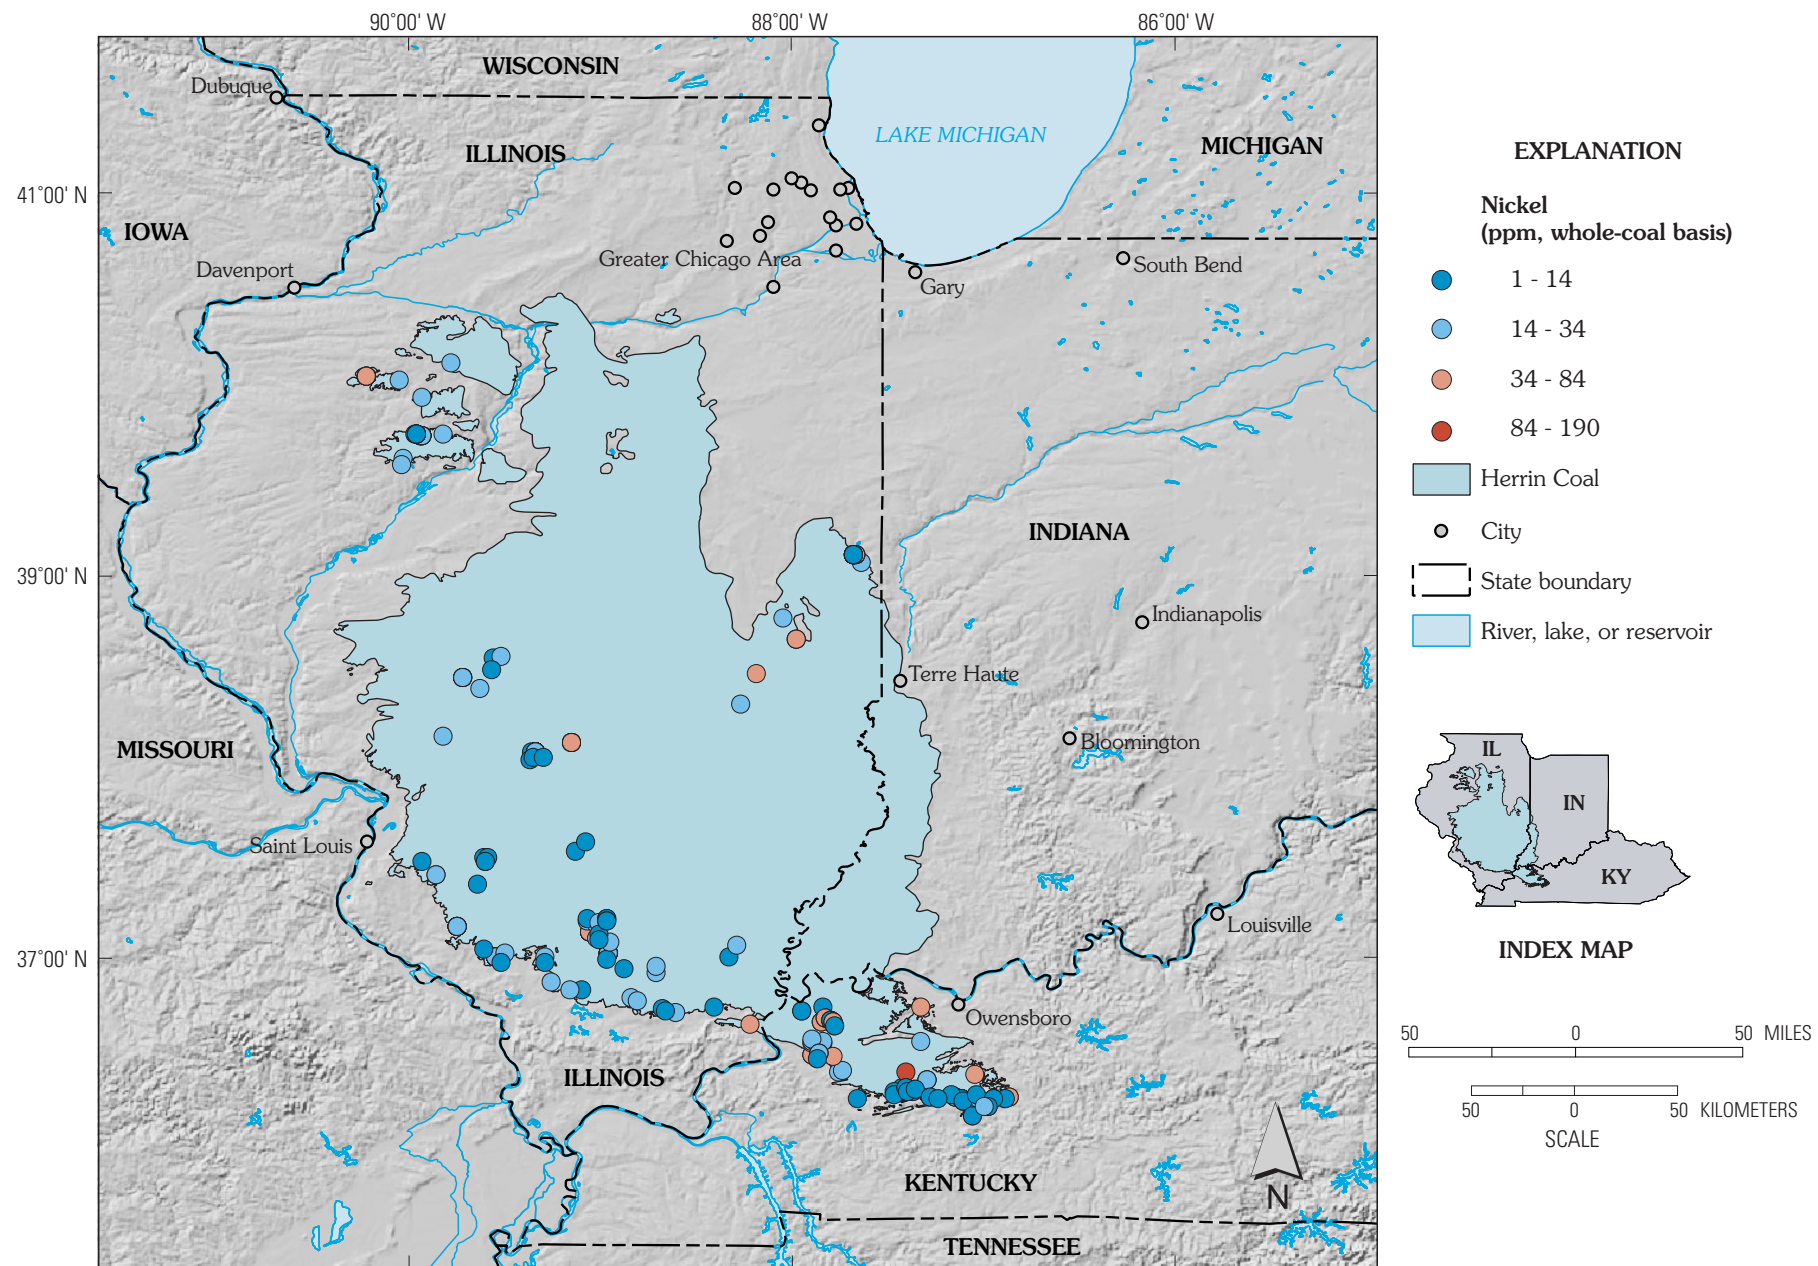 90°00' W
88°00' W
86°00' W
41°00' N
39°00' N
37°00' N
WISCONSIN
Dubuque
ILLINOIS
LAKE MICHIGAN
MICHIGAN
IOWA
Davenport
Greater Chicago Area
Gary
South Bend
INDIANA
Indianapolis
Terre Haute
Bloomington
MISSOURI
Saint Louis
Louisville
Owensboro
ILLINOIS
KENTUCKY
TENNESSEE
N
EXPLANATION
Nickel
(ppm, whole-coal basis)
1 - 14
14 - 34
34 - 84
84 - 190
Herrin Coal
City
State boundary
River, lake, or reservoir
IL
IN
KY
INDEX MAP
50 0 50 MILES
50 0 50 KILOMETERS
SCALE